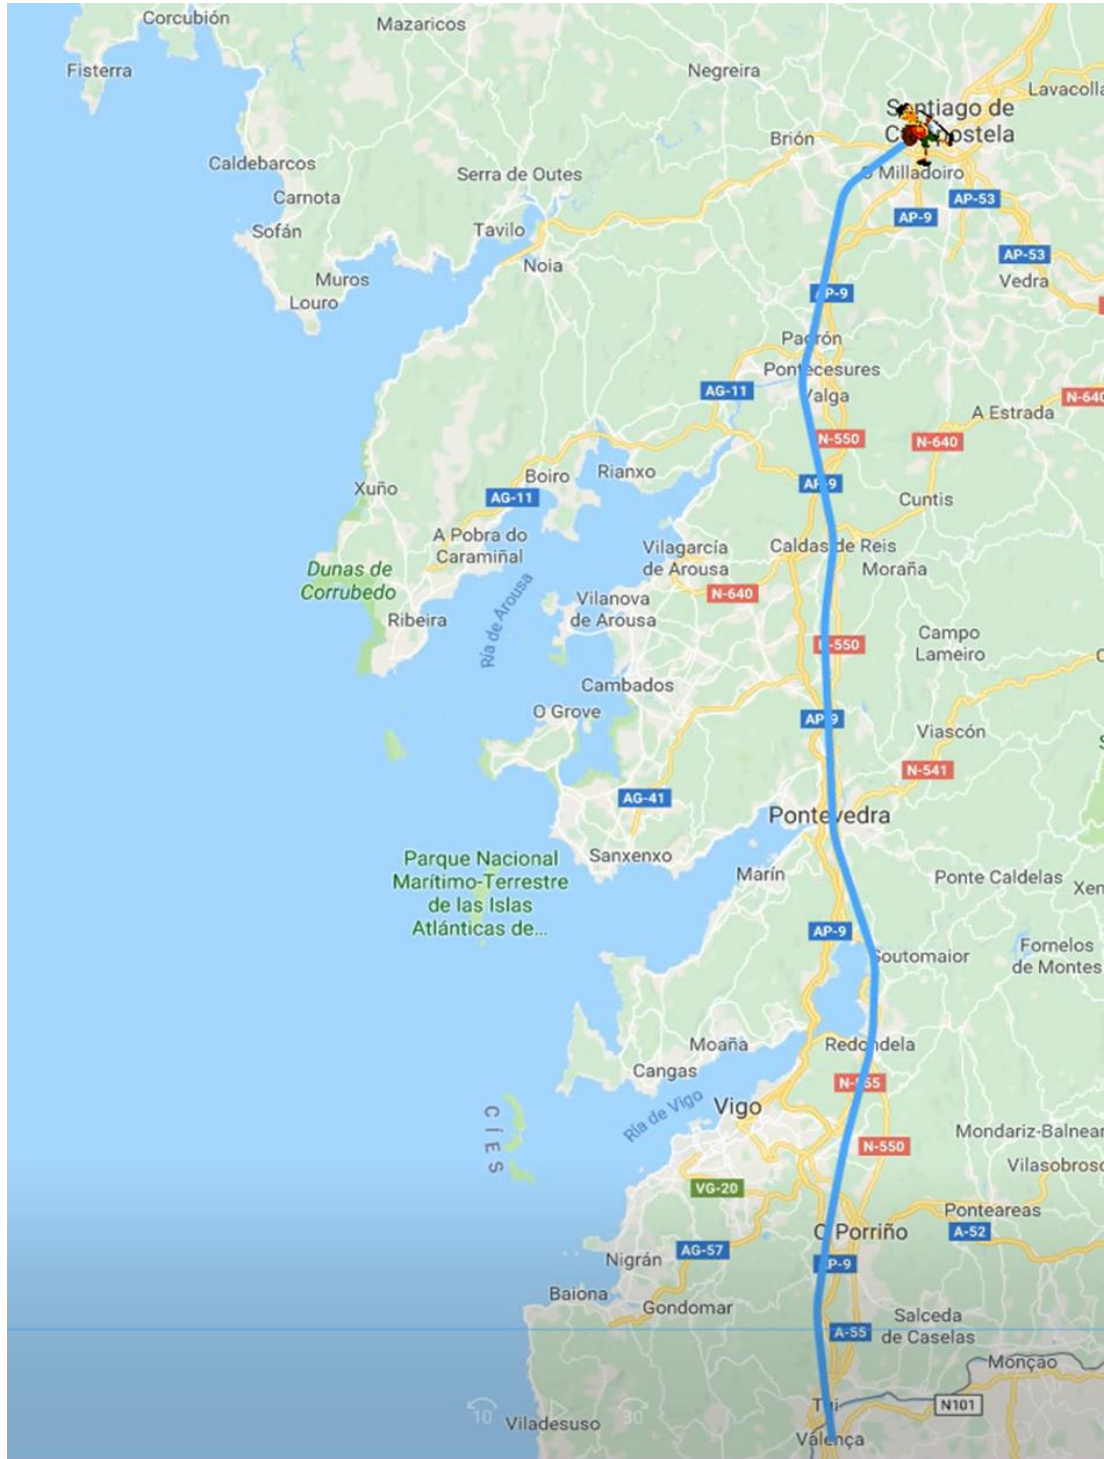 Corcubión
Mazaricos
Fisterra
Negreira
Lavacolla
Santiago de
Compostela
Brión
Caldebarcos
Serra de Outes
O Milladoiro
Carnota
AP-53
AP-9
Sofán
Tavilo
AP-53
Noia
Muros
Vedra
AP-9
Louro
Padrón
Pontecesures
AG-11
Valga
N-640
A Estrada
N-550
N-640
Boiro
Rianxo
AP-9
Xuño
AG-11
Cuntis
A Pobra do
Caramiñal
Vilagarcía
de Arousa
Caldas de Reis
Moraña
Dunas de
Corrubedo
N-640
Ría de Arousa
Vilanova
de Arousa
Ribeira
Campo
Lameiro
N-550
Cambados
O Grove
AP-9
Viascón
N-541
AG-41
Pontevedra
Sanxenxo
Parque Nacional
Marítimo-Terrestre
de las Islas
Atlánticas de...
Marín
Ponte Caldelas
Xen
AP-9
Soutomaior
Fornelos
de Montes
Moaña
Redondela
Cangas
N-555
Vigo
Ría de Vigo
CÍES
Mondariz-Balnear
N-550
Vilasobroso
VG-20
Ponteareas
O Porriño
A-52
AG-57
Nigrán
AP-9
Baiona
Gondomar
Salceda
de Caselas
A-55
Monção
Tui
N101
10
30
Viladesuso
Valença